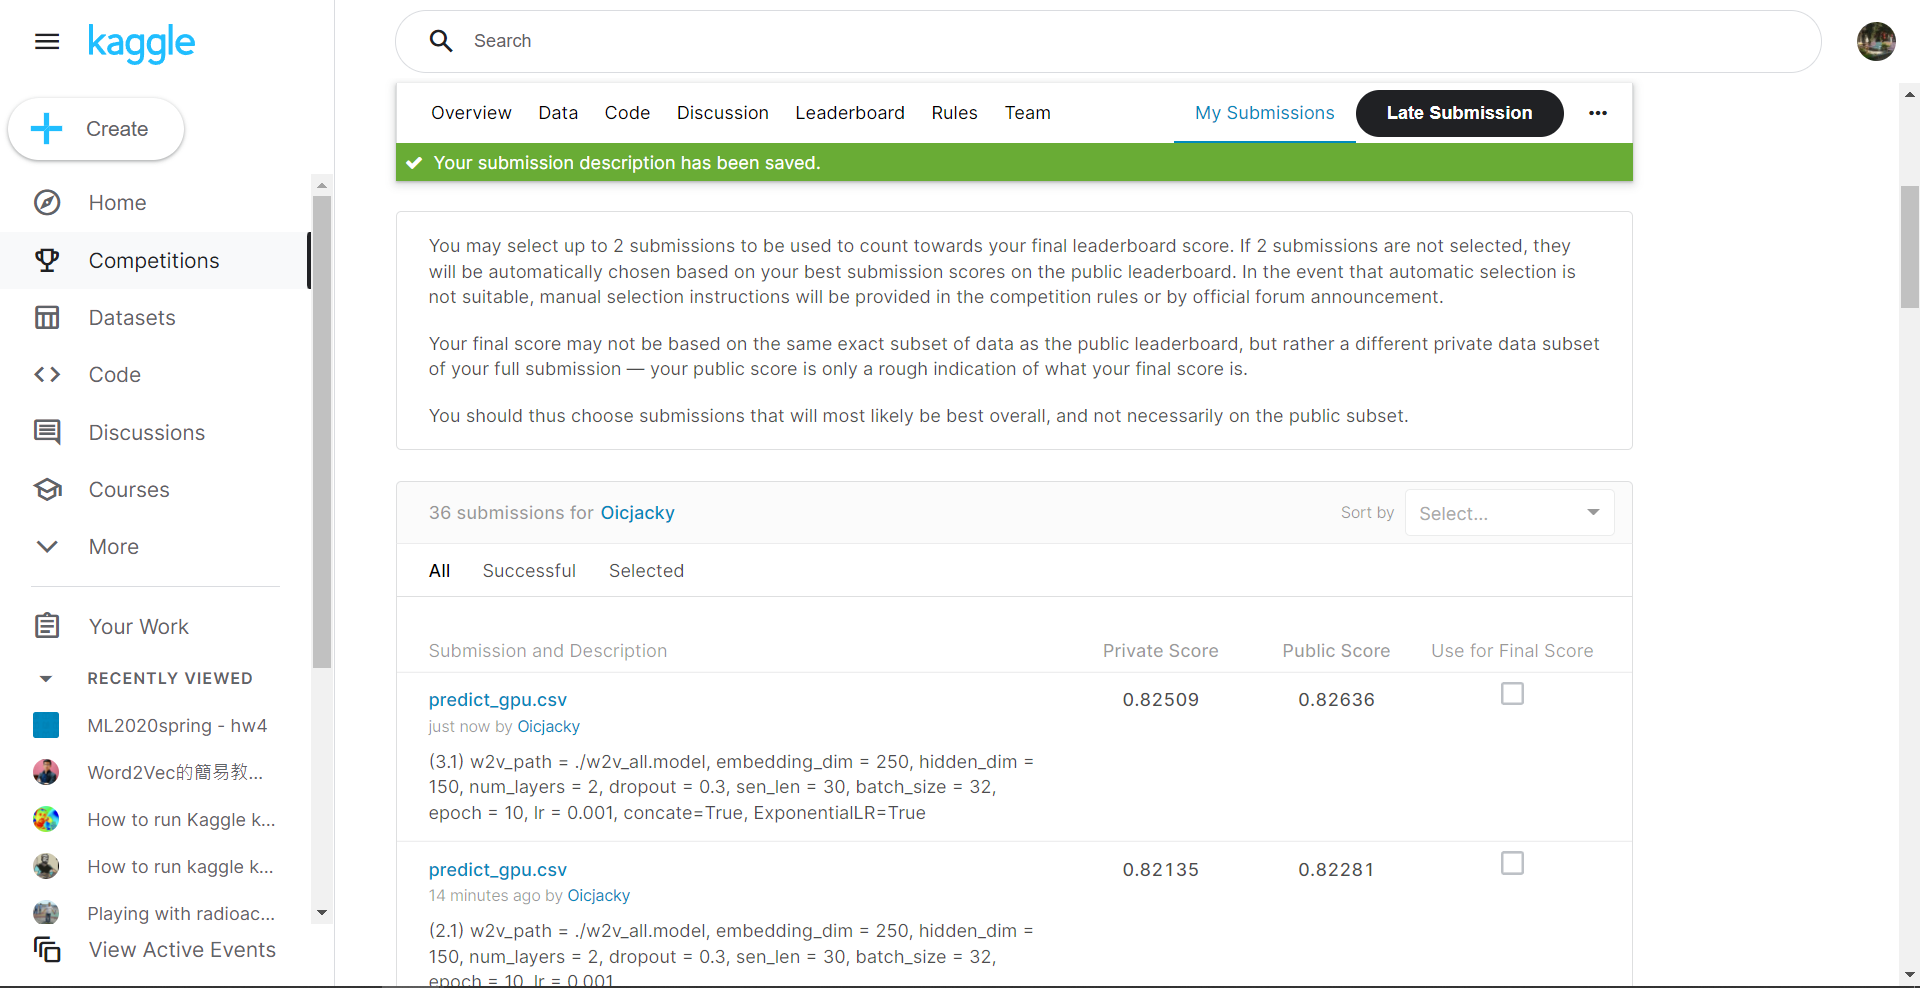 kaggle
Search
Create
Home
Competitions
Datasets
Code
Discussions
Courses
More
Your Work
RECENTLY VIEWED
ML2020spring - hw4
Word2Vec的簡易教...
How to run Kaggle k...
How to run kaggle k...
Playing with radioac...
View Active Events
Overview Data Code Discussion Leaderboard Rules Team My Submissions Late Submission
Your submission description has been saved.
You may select up to 2 submissions to be used to count towards your final leaderboard score. If 2 submissions are not selected, they
will be automatically chosen based on your best submission scores on the public leaderboard. In the event that automatic selection is
not suitable, manual selection instructions will be provided in the competition rules or by official forum announcement.
Your final score may not be based on the same exact subset of data as the public leaderboard, but rather a different private data subset
of your full submission — your public score is only a rough indication of what your final score is.
You should thus choose submissions that will most likely be best overall, and not necessarily on the public subset.
36 submissions for Oicjacky Sort by Select...
All Successful Selected
Submission and Description Private Score Public Score Use for Final Score
predict_gpu.csv 0.82509 0.82636
just now by Oicjacky
(3.1) w2v_path = ./w2v_all.model, embedding_dim = 250, hidden_dim =
150, num_layers = 2, dropout = 0.3, sen_len = 30, batch_size = 32,
epoch = 10, lr = 0.001, concate=True, ExponentialLR=True
predict_gpu.csv 0.82135 0.82281
14 minutes ago by Oicjacky
(2.1) w2v_path = ./w2v_all.model, embedding_dim = 250, hidden_dim =
150, num_layers = 2, dropout = 0.3, sen_len = 30, batch_size = 32,
epoch = 10, lr = 0.001